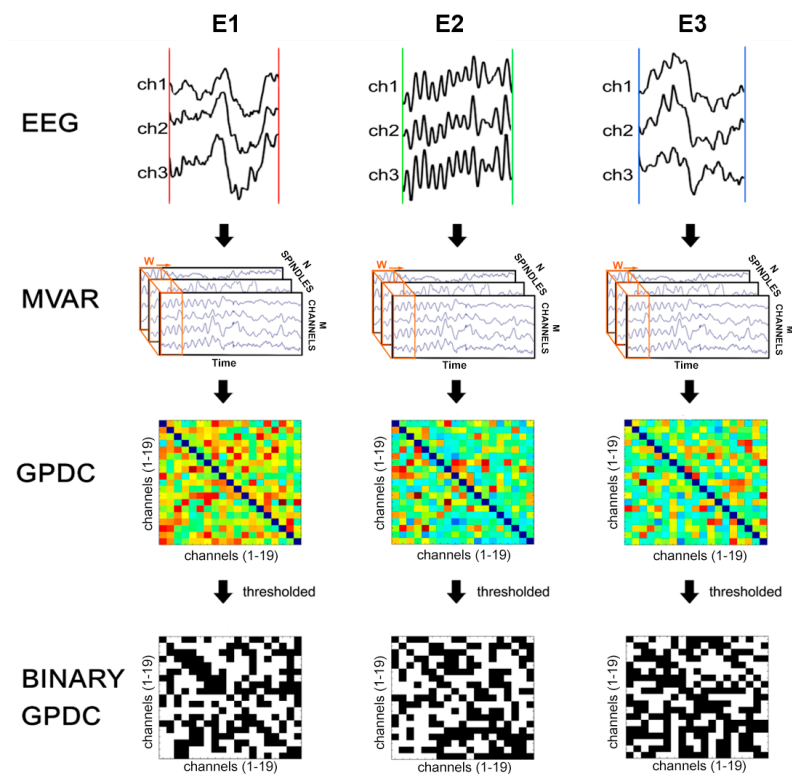 E1 E2 E3
EEG
ch1
ch2
ch3
ch1
ch2
ch3
ch1
ch2
ch3
MVAR
W
N
SPINDLES
M
CHANNELS
Time
W
N
SPINDLES
M
CHANNELS
Time
W
N
SPINDLES
M
CHANNELS
Time
GPDC
channels (1-19)
channels (1-19)
channels (1-19)
channels (1-19)
channels (1-19)
channels (1-19)
thresholded
thresholded
thresholded
BINARY
GPDC
channels (1-19)
channels (1-19)
channels (1-19)
channels (1-19)
channels (1-19)
channels (1-19)